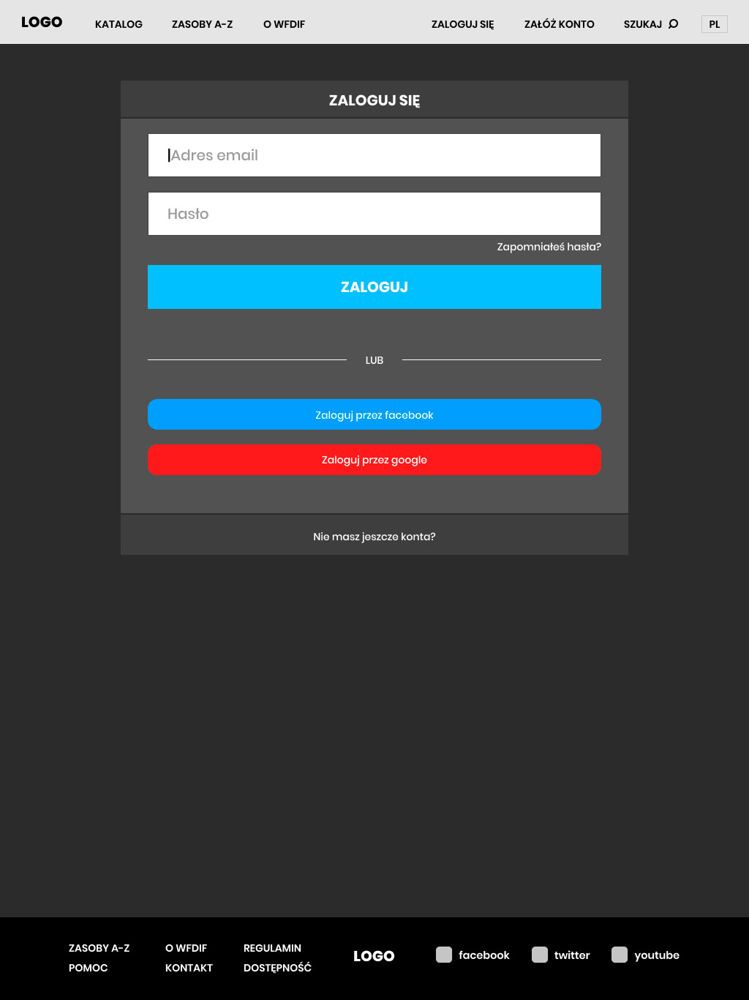 LOGO KATALOG ZASOBY A-Z O WFDIF ZALOGUJ SIĘ ZAŁÓŻ KONTO SZUKAJ PL
ZALOGUJ SIĘ
Adres email
Hasło
Zapomniałeś hasła?
ZALOGUJ
LUB
Zaloguj przez facebook
Zaloguj przez google
Nie masz jeszcze konta?
ZASOBY A-Z O WFDIF REGULAMIN
POMOC KONTAKT DOSTĘPNOŚĆ
LOGO
facebook twitter youtube